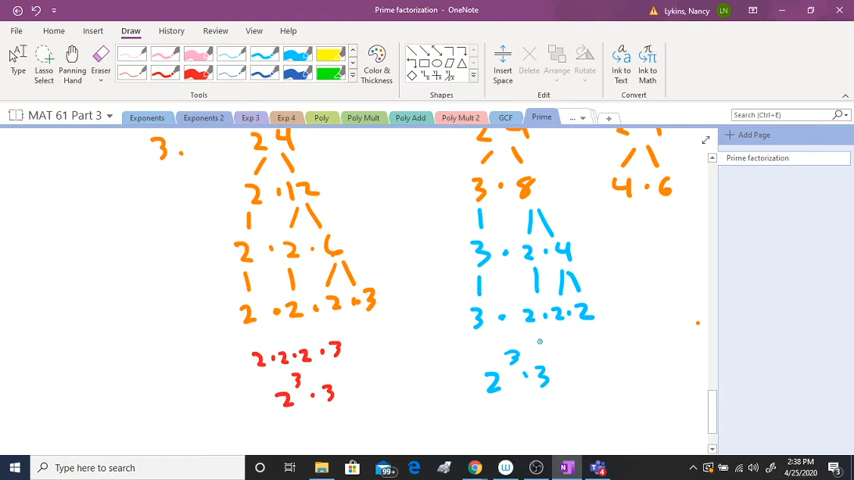 Prime factorization - OneNote
Lykins, Nancy LN
File Home Insert Draw History Review View Help
Type Lasso Select Panning Hand Eraser Color & Thickness Insert Space Delete Arrange Rotate Ink to Text Ink to Math
Tools Shapes Edit Convert
MAT 61 Part 3 Exponents Exponents 2 Exp 3 Exp 4 Poly Poly Mult Poly Add Poly Mult 2 GCF Prime ... + Search (Ctrl+E)
Add Page
Prime factorization
3. 24
2 · 12
2 · 2 · 6
2 · 2 · 2 · 3
2 · 2 · 2 · 3
2³ · 3
24
3 · 8
3 · 2 · 4
3 · 2 · 2 · 2
2³ · 3
4 · 6
Type here to search
99+
2:38 PM
4/25/2020
3